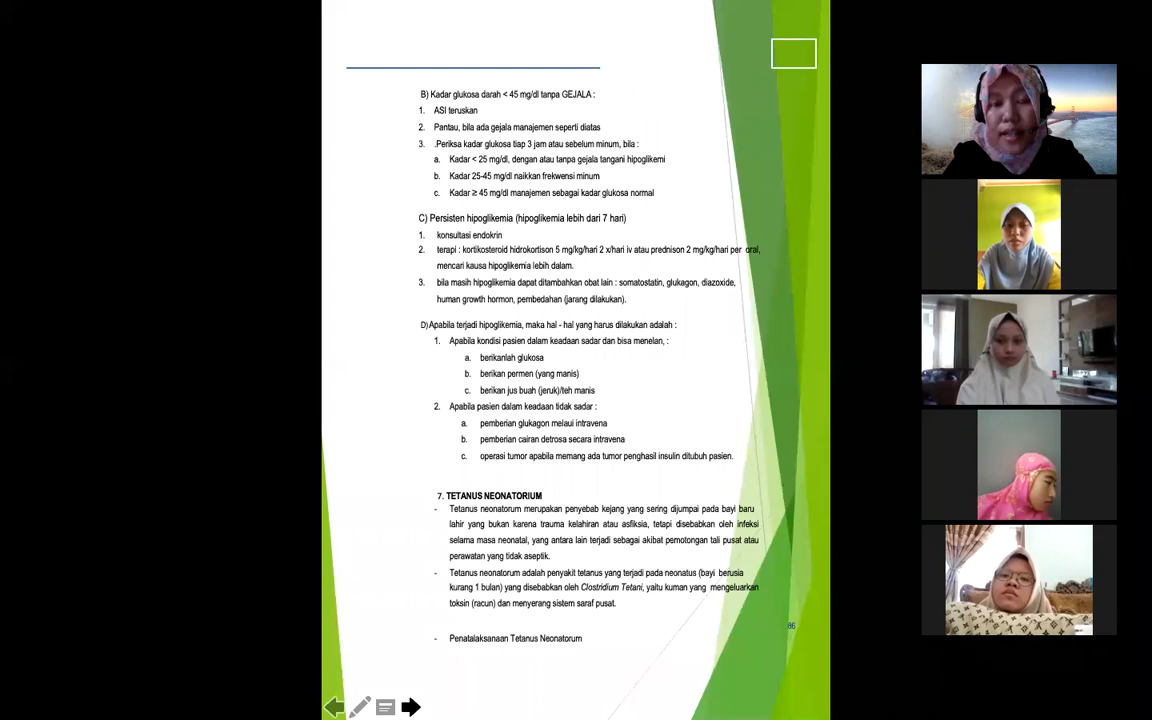 B) Kadar glukosa darah < 45 mg/dl tanpa GEJALA :
1. ASI teruskan
2. Pantau, bila ada gejala manajemen seperti diatas
3. .Periksa kadar glukosa tiap 3 jam atau sebelum minum, bila :
a. Kadar < 25 mg/dl, dengan atau tanpa gejala tangani hipoglikemi
b. Kadar 25-45 mg/dl naikkan frekwensi minum
c. Kadar ≥ 45 mg/dl manajemen sebagai kadar glukosa normal
C) Persisten hipoglikemia (hipoglikemia lebih dari 7 hari)
1. konsultasi endokrin
2. terapi : kortikosteroid hidrokortison 5 mg/kg/hari 2 x/hari iv atau prednison 2 mg/kg/hari per oral,
mencari kausa hipoglikemia lebih dalam.
3. bila masih hipoglikemia dapat ditambahkan obat lain : somatostatin, glukagon, diazoxide,
human growth hormon, pembedahan (jarang dilakukan).
D) Apabila terjadi hipoglikemia, maka hal - hal yang harus dilakukan adalah :
1. Apabila kondisi pasien dalam keadaan sadar dan bisa menelan, :
a. berikanlah glukosa
b. berikan permen (yang manis)
c. berikan jus buah (jeruk)/teh manis
2. Apabila pasien dalam keadaan tidak sadar :
a. pemberian glukagon melaui intravena
b. pemberian cairan detrosa secara intravena
c. operasi tumor apabila memang ada tumor penghasil insulin ditubuh pasien.
7. TETANUS NEONATORIUM
- Tetanus neonatorum merupakan penyebab kejang yang sering dijumpai pada bayi baru
lahir yang bukan karena trauma kelahiran atau asfiksia, tetapi disebabkan oleh infeksi
selama masa neonatal, yang antara lain terjadi sebagai akibat pemotongan tali pusat atau
perawatan yang tidak aseptik.
- Tetanus neonatorum adalah penyakit tetanus yang terjadi pada neonatus (bayi berusia
kurang 1 bulan) yang disebabkan oleh Clostridium Tetani, yaitu kuman yang mengeluarkan
toksin (racun) dan menyerang sistem saraf pusat.
86
- Penatalaksanaan Tetanus Neonatorum